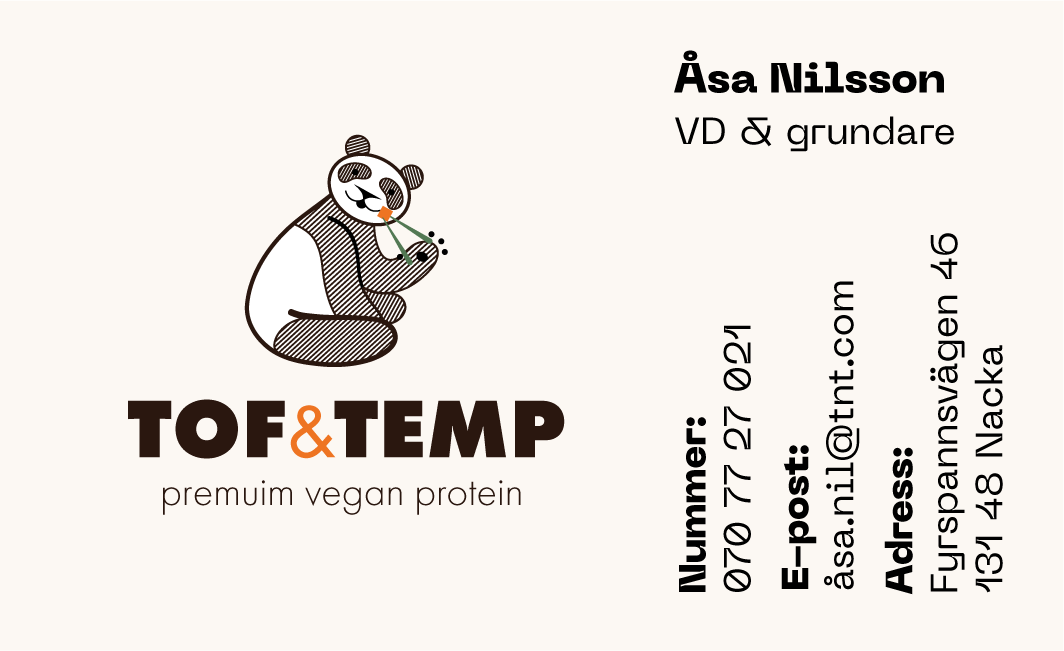 Åsa Nilsson
VD & grundare
TOF&TEMP
premuim vegan protein
Nummer:
070 77 27 021
E-post:
åsa.nil@tnt.com
Adress:
Fyrspannsvägen 46
131 48 Nacka